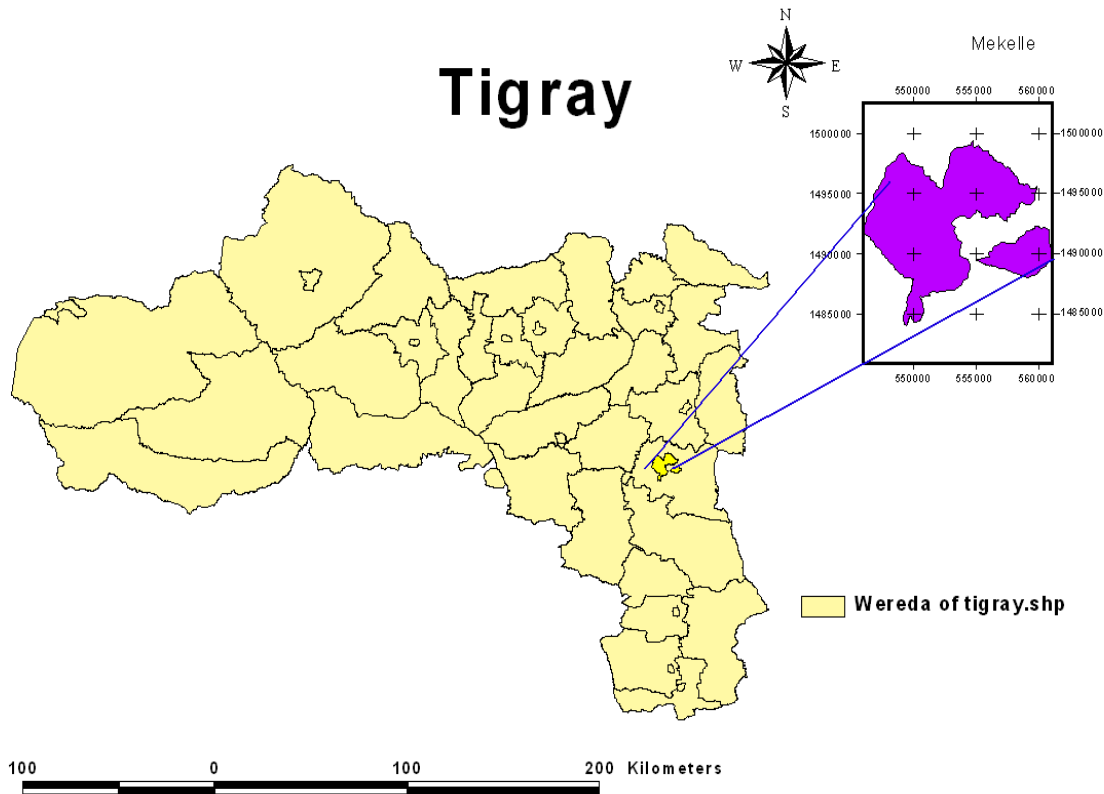 N
Mekelle
W E
Tigray
S
550000 555000 560000
1500000 1500000
1495000 1495000
1490000 1490000
1485000 1485000
550000 555000 560000
Wereda of tigray.shp
100 0 100 200 Kilometers